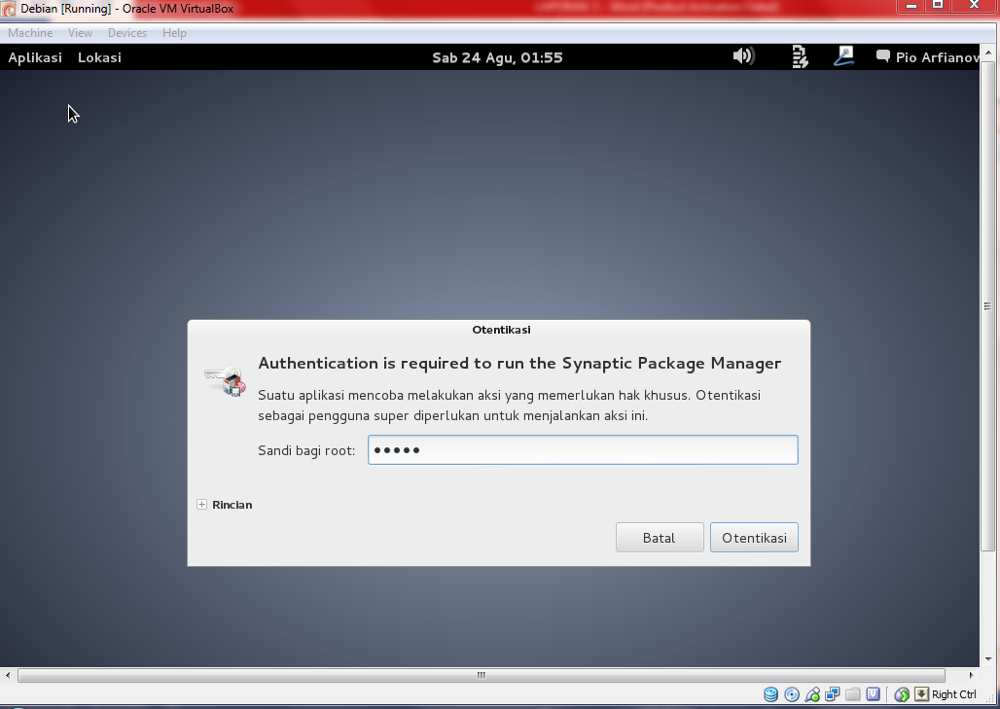 Debian [Running] - Oracle VM VirtualBox
Machine View Devices Help
Aplikasi Lokasi Sab 24 Agu, 01:55 Pio Arfianov
Otentikasi
Authentication is required to run the Synaptic Package Manager
Suatu aplikasi mencoba melakukan aksi yang memerlukan hak khusus. Otentikasi
sebagai pengguna super diperlukan untuk menjalankan aksi ini.
Sandi bagi root: •••••
Rincian
Batal Otentikasi
Right Ctrl